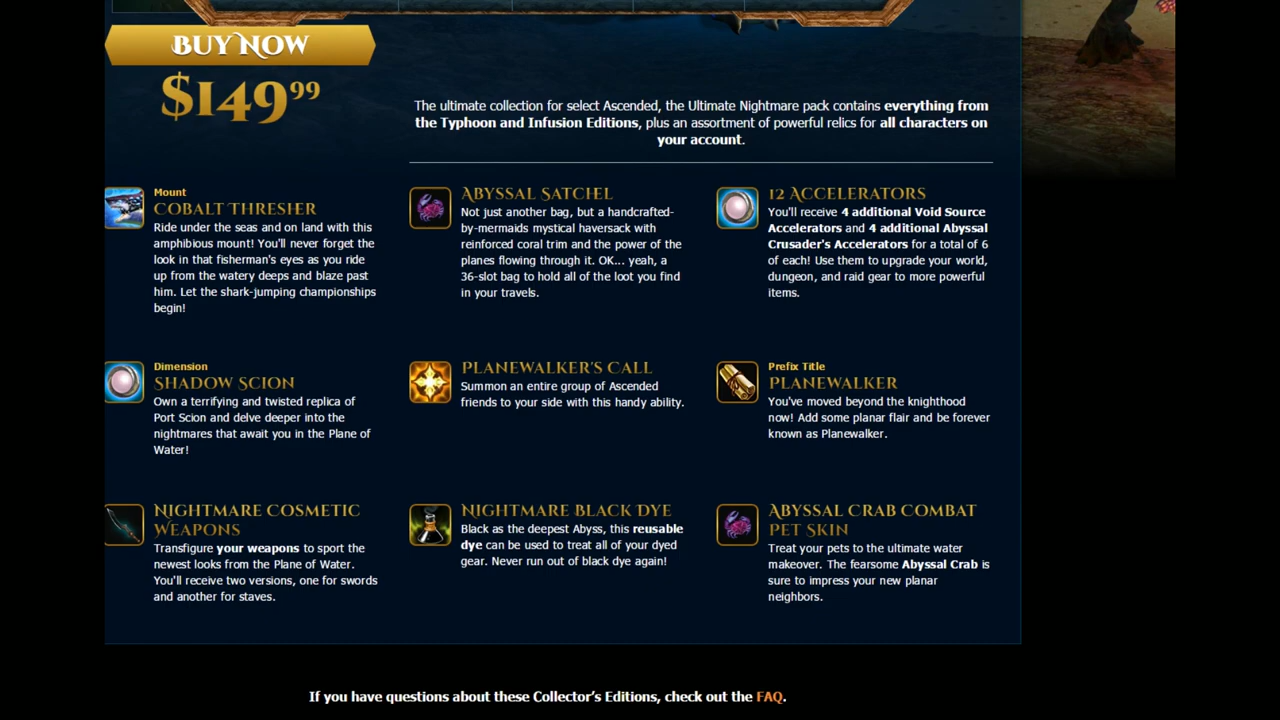 BUY NOW
$149.99
The ultimate collection for select Ascended, the Ultimate Nightmare pack contains everything from
the Typhoon and Infusion Editions, plus an assortment of powerful relics for all characters on
your account.
Mount
Cobalt Thresher
Ride under the seas and on land with this
amphibious mount! You'll never forget the
look in that fisherman's eyes as you ride
up from the watery deeps and blaze past
him. Let the shark-jumping championships
begin!
Abyssal Satchel
Not just another bag, but a handcrafted-
by-mermaids mystical haversack with
reinforced coral trim and the power of the
planes flowing through it. OK... yeah, a
36-slot bag to hold all of the loot you find
in your travels.
12 Accelerators
You'll receive 4 additional Void Source
Accelerators and 4 additional Abyssal
Crusader's Accelerators for a total of 6
of each! Use them to upgrade your world,
dungeon, and raid gear to more powerful
items.
Dimension
Shadow Scion
Own a terrifying and twisted replica of
Port Scion and delve deeper into the
nightmares that await you in the Plane of
Water!
Planewalker's Call
Summon an entire group of Ascended
friends to your side with this handy ability.
Prefix Title
Planewalker
You've moved beyond the knighthood
now! Add some planar flair and be forever
known as Planewalker.
Nightmare Cosmetic
Weapons
Transfigure your weapons to sport the
newest looks from the Plane of Water.
You'll receive two versions, one for swords
and another for staves.
Nightmare Black Dye
Black as the deepest Abyss, this reusable
dye can be used to treat all of your dyed
gear. Never run out of black dye again!
Abyssal Crab Combat
Pet Skin
Treat your pets to the ultimate water
makeover. The fearsome Abyssal Crab is
sure to impress your new planar
neighbors.
If you have questions about these Collector's Editions, check out the FAQ.